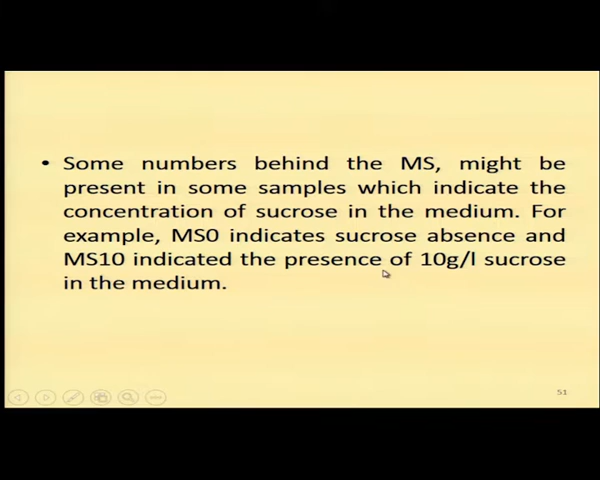 • Some numbers behind the MS, might be
present in some samples which indicate the
concentration of sucrose in the medium. For
example, MS0 indicates sucrose absence and
MS10 indicated the presence of 10g/l sucrose
in the medium.
51